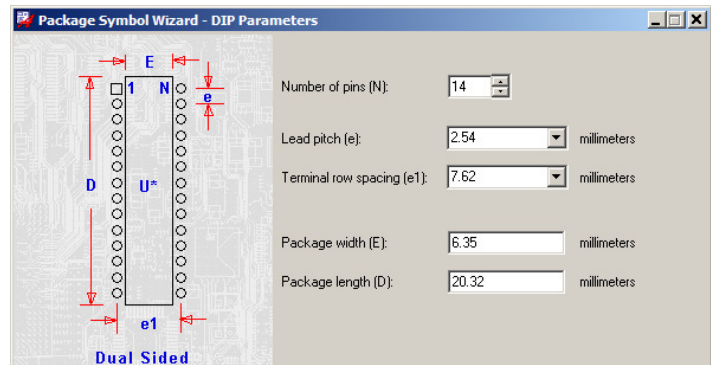 Package Symbol Wizard - DIP Parameters
E
1 N
e
D
U*
e1
Dual Sided
Number of pins (N): 14
Lead pitch (e): 2.54 millimeters
Terminal row spacing (e1): 7.62 millimeters
Package width (E): 6.35 millimeters
Package length (D): 20.32 millimeters